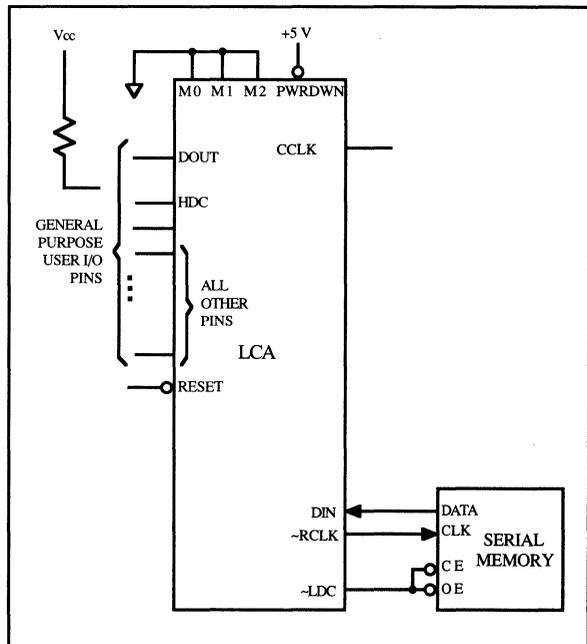 Vcc
+5 V
M0 M1 M2 PWRDWN
DOUT
CCLK
HDC
GENERAL
PURPOSE
USER I/O
PINS
ALL
OTHER
PINS
LCA
RESET
DIN
~RCLK
~LDC
DATA
CLK
SERIAL
MEMORY
CE
OE